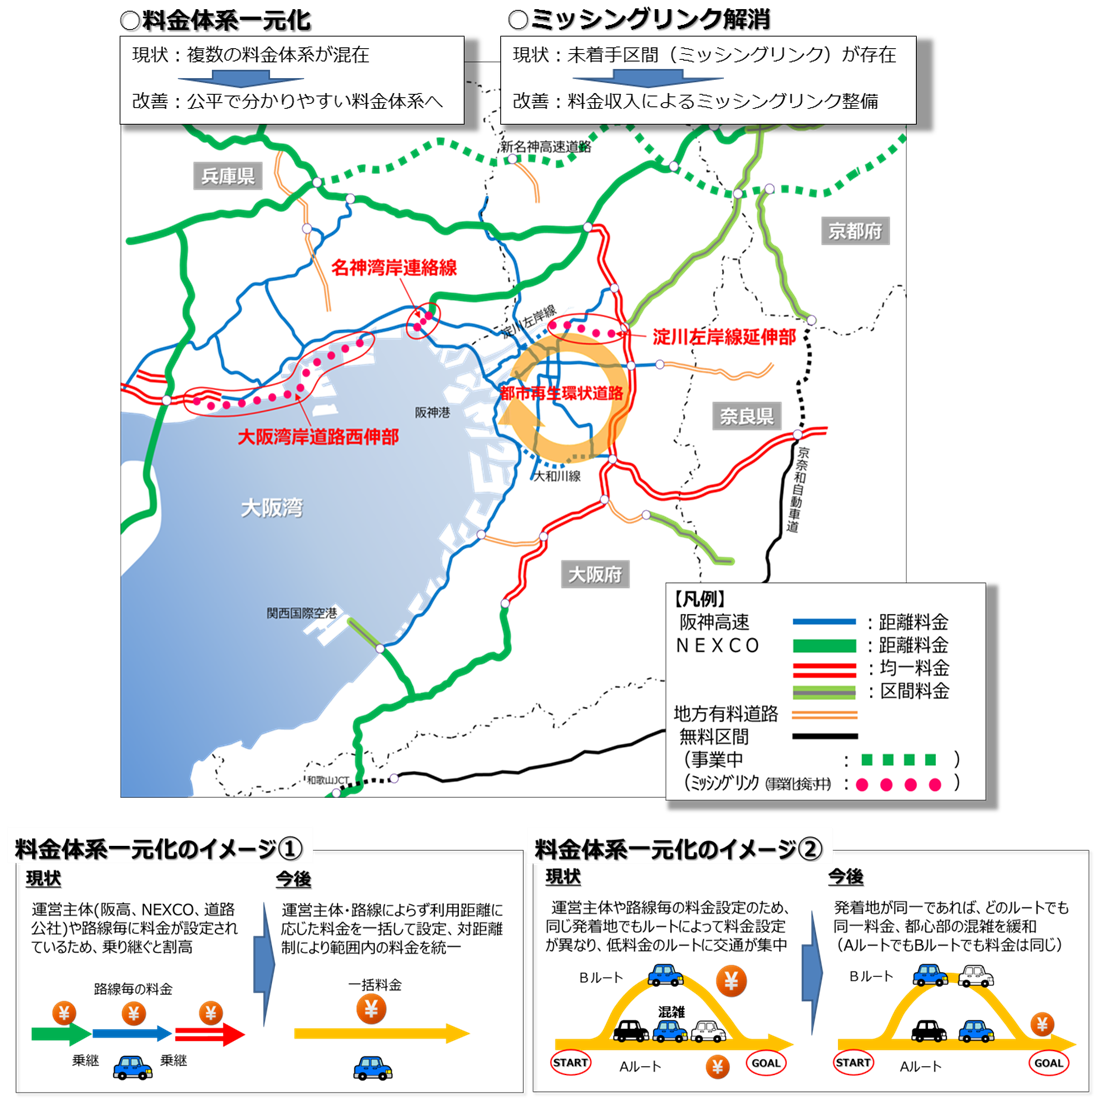 ○料金体系一元化
現状：複数の料金体系が混在
改善：公平で分かりやすい料金体系へ
○ミッシングリンク解消
現状：未着手区間（ミッシングリンク）が存在
改善：料金収入によるミッシングリンク整備
新名神高速道路
兵庫県
京都府
名神湾岸連絡線
淀川左岸線
淀川左岸線延伸部
都市再生環状道路
阪神港
奈良県
大阪湾岸道路西伸部
大和川線
京奈和自動車道
大阪湾
大阪府
関西国際空港
和歌山JCT
【凡例】
阪神高速 ：距離料金
ＮＥＸＣＯ ：距離料金
：均一料金
：区間料金
地方有料道路
無料区間
（事業中 ： ）
（ミッシングリンク（事業化検討中） ： ）
料金体系一元化のイメージ①
現状
運営主体(阪高、NEXCO、道路
公社)や路線毎に料金が設定され
ているため、乗り継ぐと割高
路線毎の料金
¥ ¥ ¥
乗継 乗継
今後
運営主体・路線によらず利用距離に
応じた料金を一括して設定、対距離
制により範囲内の料金を統一
一括料金
¥
料金体系一元化のイメージ②
現状
運営主体や路線毎の料金設定のため、
同じ発着地でもルートによって料金設定
が異なり、低料金のルートに交通が集中
Ｂルート
¥
混雑
START
Aルート
¥
GOAL
今後
発着地が同一であれば、どのルートでも
同一料金、都心部の混雑を緩和
（AルートでもBルートでも料金は同じ）
Ｂルート
¥
START
Aルート
GOAL